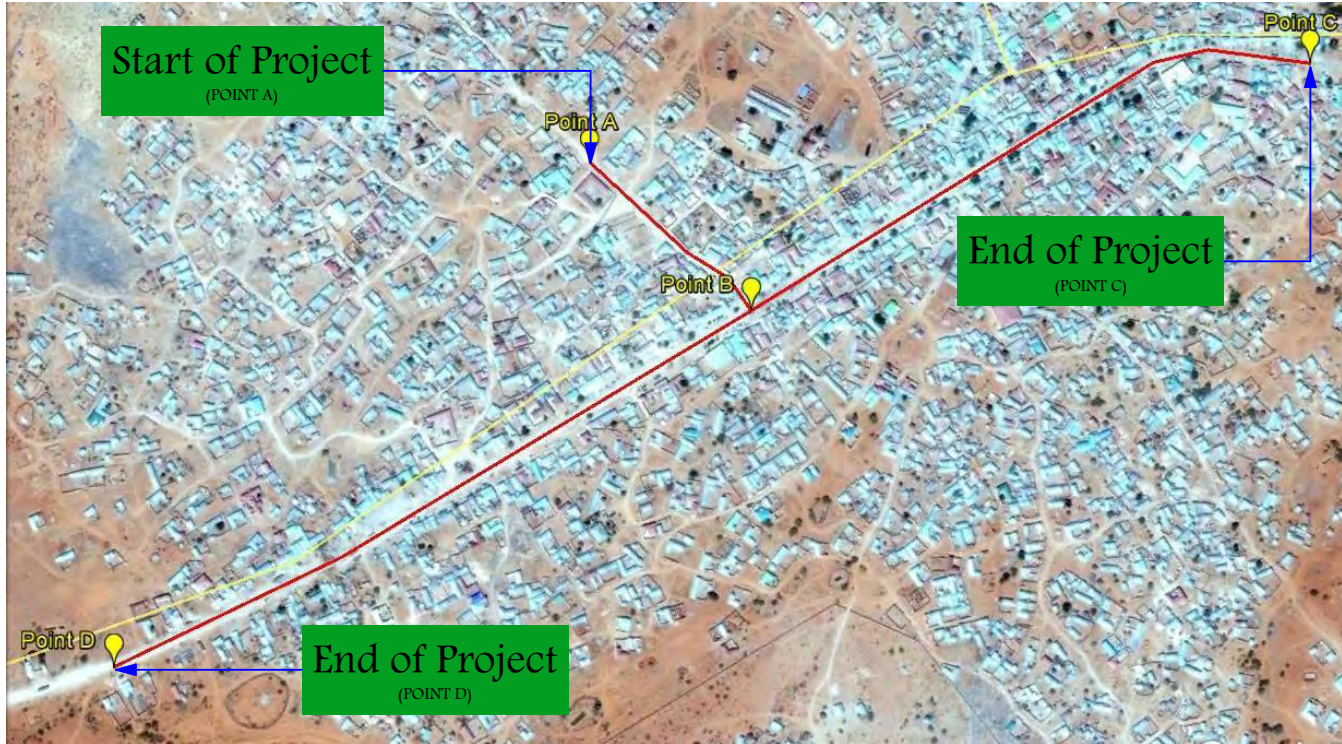 Point C
Start of Project
(POINT A)
Point A
End of Project
(POINT C)
Point B
Point D
End of Project
(POINT D)